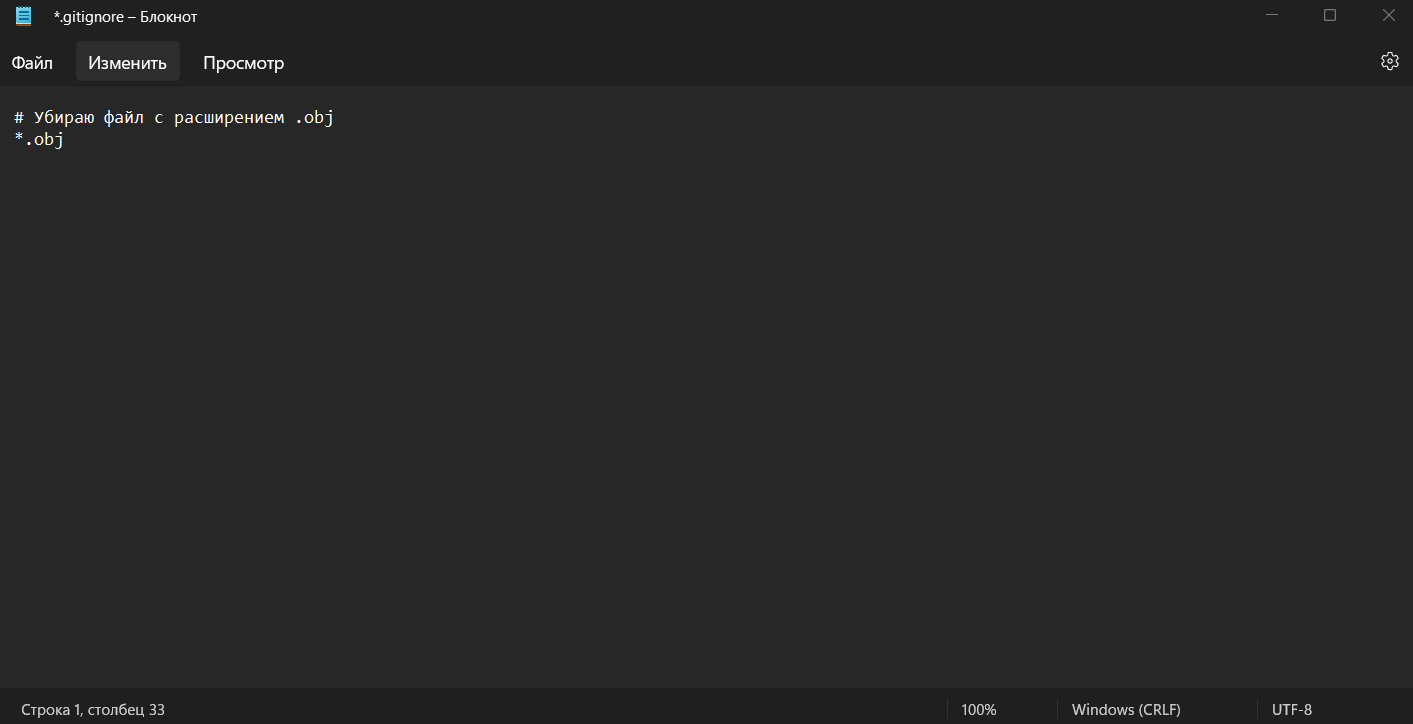 *.gitignore – Блокнот
Файл Изменить Просмотр
# Убираю файл с расширением .obj
*.obj
Строка 1, столбец 33 100% Windows (CRLF) UTF-8